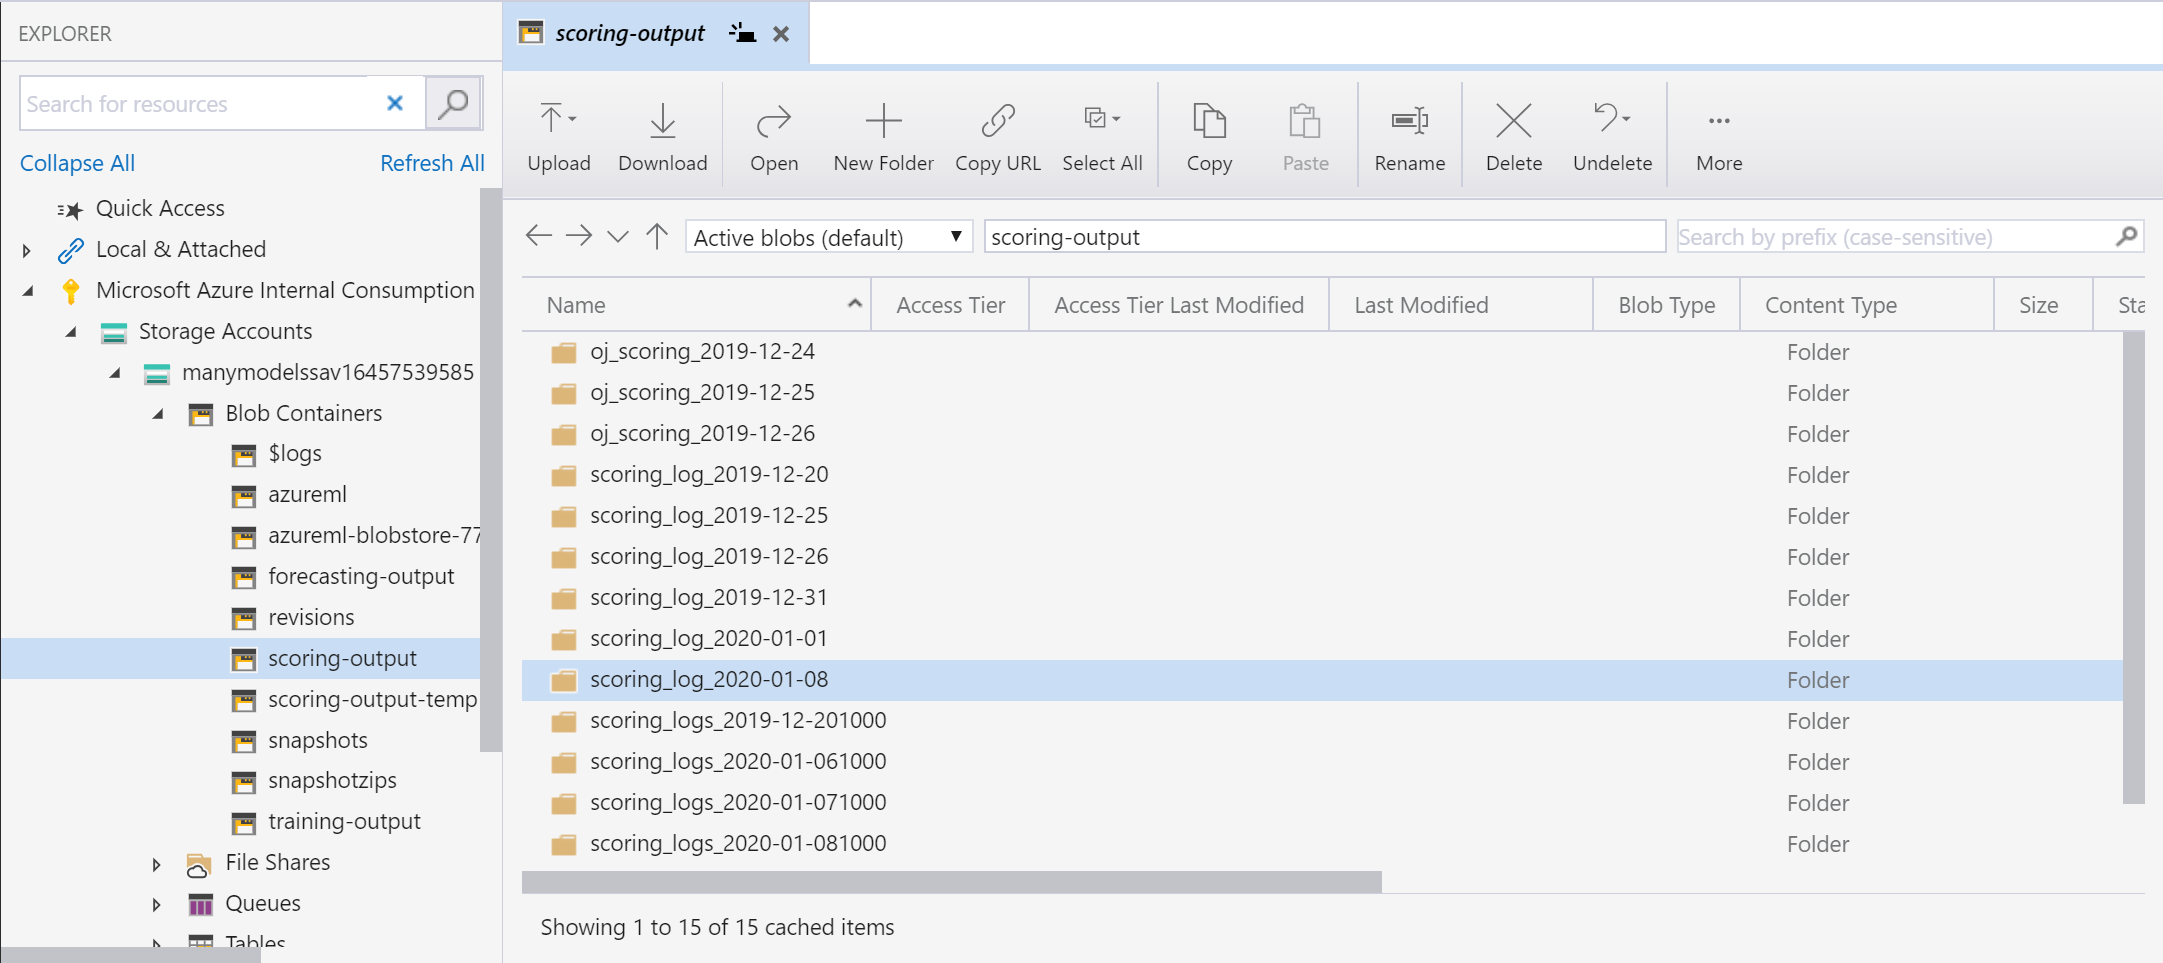 EXPLORER
Search for resources
Collapse All
Refresh All
Quick Access
Local & Attached
Microsoft Azure Internal Consumption
Storage Accounts
manymodelssav16457539585
Blob Containers
$logs
azureml
azureml-blobstore-77
forecasting-output
revisions
scoring-output
scoring-output-temp
snapshots
snapshotzips
training-output
File Shares
Queues
Tables
scoring-output
Upload
Download
Open
New Folder
Copy URL
Select All
Copy
Paste
Rename
Delete
Undelete
More
Active blobs (default)
scoring-output
Search by prefix (case-sensitive)
Name Access Tier Access Tier Last Modified Last Modified Blob Type Content Type Size Sta
oj_scoring_2019-12-24 Folder
oj_scoring_2019-12-25 Folder
oj_scoring_2019-12-26 Folder
scoring_log_2019-12-20 Folder
scoring_log_2019-12-25 Folder
scoring_log_2019-12-26 Folder
scoring_log_2019-12-31 Folder
scoring_log_2020-01-01 Folder
scoring_log_2020-01-08 Folder
scoring_logs_2019-12-201000 Folder
scoring_logs_2020-01-061000 Folder
scoring_logs_2020-01-071000 Folder
scoring_logs_2020-01-081000 Folder
Showing 1 to 15 of 15 cached items